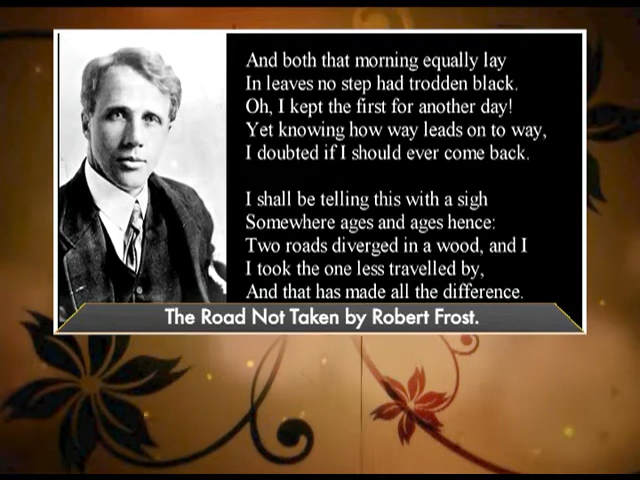 And both that morning equally lay
In leaves no step had trodden black.
Oh, I kept the first for another day!
Yet knowing how way leads on to way,
I doubted if I should ever come back.
I shall be telling this with a sigh
Somewhere ages and ages hence:
Two roads diverged in a wood, and I
I took the one less travelled by,
And that has made all the difference.
The Road Not Taken by Robert Frost.